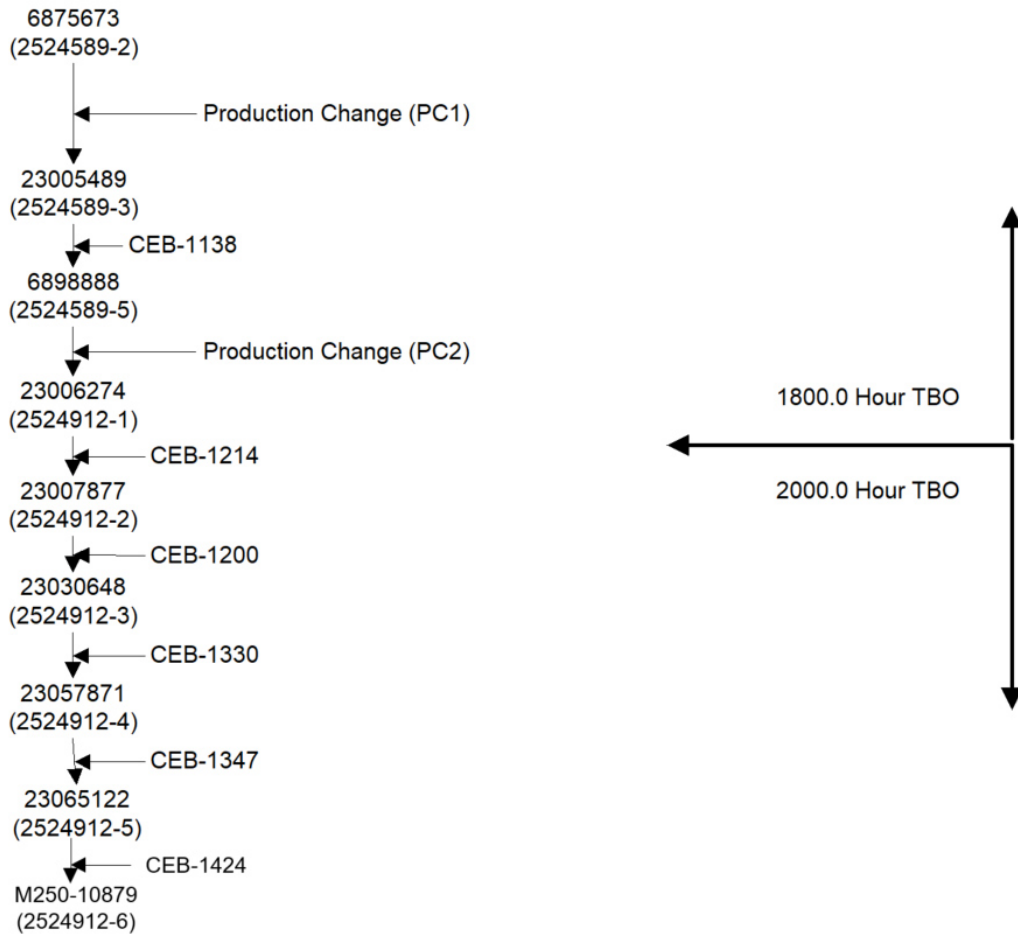 6875673
(2524589-2)
Production Change (PC1)
23005489
(2524589-3)
CEB-1138
6898888
(2524589-5)
Production Change (PC2)
23006274
(2524912-1)
1800.0 Hour TBO
CEB-1214
23007877
(2524912-2)
2000.0 Hour TBO
CEB-1200
23030648
(2524912-3)
CEB-1330
23057871
(2524912-4)
CEB-1347
23065122
(2524912-5)
CEB-1424
M250-10879
(2524912-6)